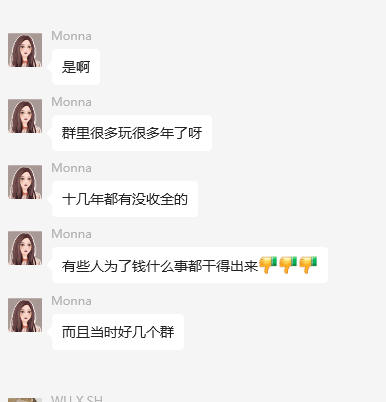 Monna
是啊
Monna
群里很多玩很多年了呀
Monna
十几年都有没收全的
Monna
有些人为了钱什么事都干得出来👎👎👎
Monna
而且当时好几个群
WU X SH